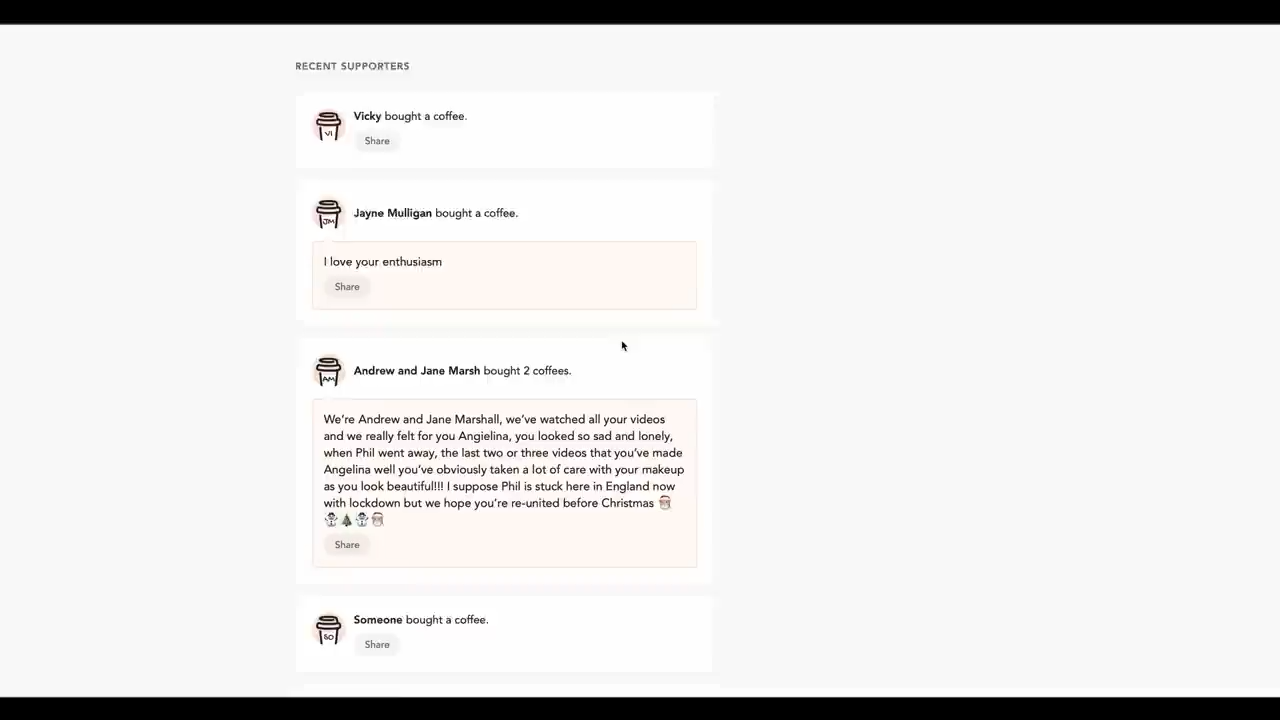 RECENT SUPPORTERS
VI
Vicky bought a coffee.
Share
JM
Jayne Mulligan bought a coffee.
I love your enthusiasm
Share
AM
Andrew and Jane Marsh bought 2 coffees.
We're Andrew and Jane Marshall, we've watched all your videos
and we really felt for you Angielina, you looked so sad and lonely,
when Phil went away, the last two or three videos that you've made
Angelina well you've obviously taken a lot of care with your makeup
as you look beautiful!!! I suppose Phil is stuck here in England now
with lockdown but we hope you're re-united before Christmas 🎅
☃️🎄☃️🎅
Share
SO
Someone bought a coffee.
Share